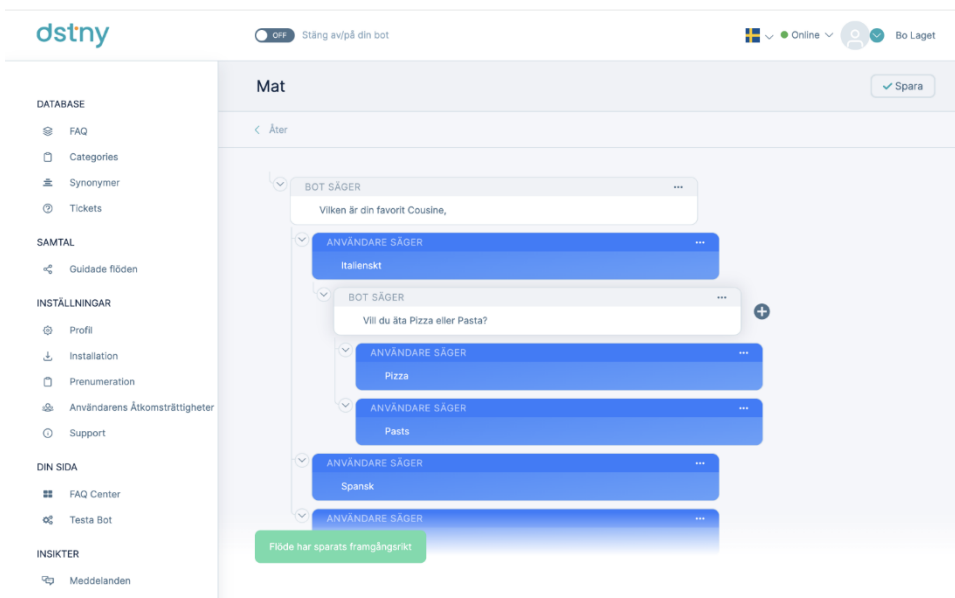 dstny
OFF
Stäng av/på din bot
Online
Bo Laget
DATABASE
FAQ
Categories
Synonymer
Tickets
SAMTAL
Guidade flöden
INSTÄLLNINGAR
Profil
Installation
Prenumeration
Användarens Åtkomsträttigheter
Support
DIN SIDA
FAQ Center
Testa Bot
INSIKTER
Meddelanden
Mat
Spara
Åter
BOT SÄGER
Vilken är din favorit Cousine,
ANVÄNDARE SÄGER
Italienskt
BOT SÄGER
Vill du äta Pizza eller Pasta?
ANVÄNDARE SÄGER
Pizza
ANVÄNDARE SÄGER
Pasts
ANVÄNDARE SÄGER
Spansk
ANVÄNDARE SÄGER
Flöde har sparats framgångsrikt